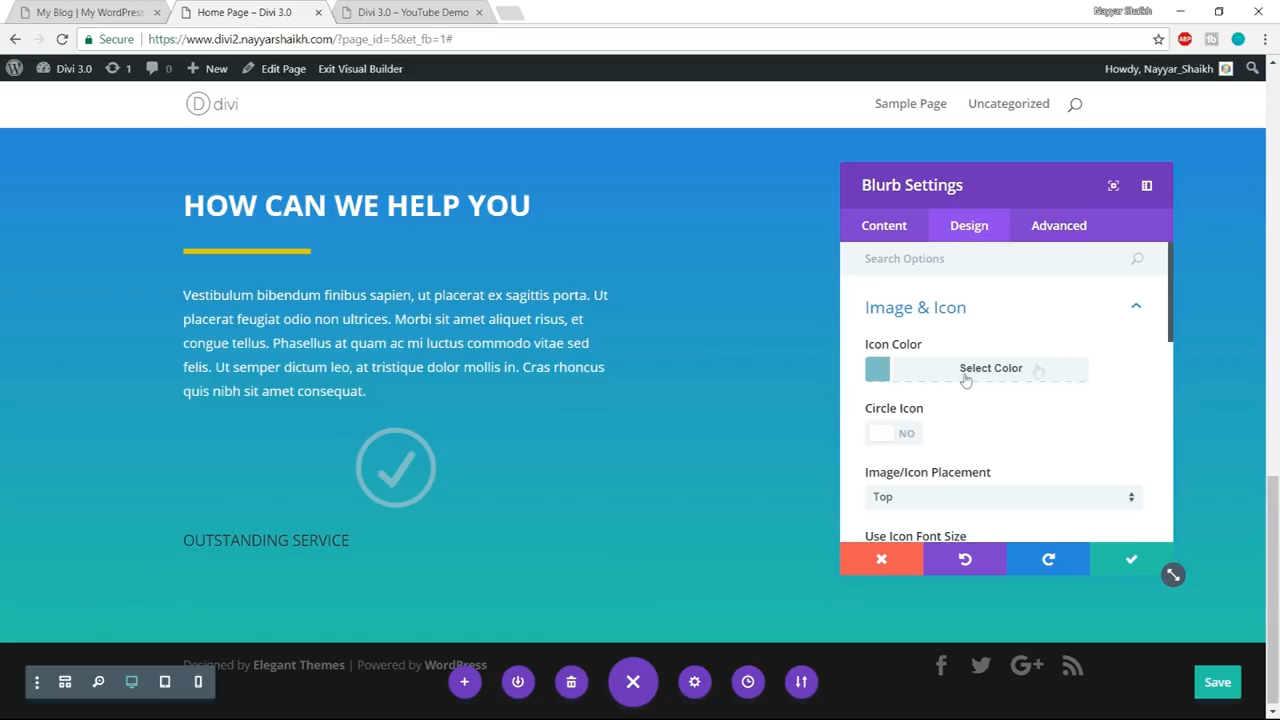 My Blog | My WordPress
Home Page – Divi 3.0
Divi 3.0 – YouTube Demo
Nayyar Shaikh
Secure
https://www.divi2.nayyarshaikh.com/?page_id=5&et_fb=1#
ABP
tb
Divi 3.0
1
0
New
Edit Page
Exit Visual Builder
Howdy, Nayyar_Shaikh
D divi
Sample Page
Uncategorized
HOW CAN WE HELP YOU
Vestibulum bibendum finibus sapien, ut placerat ex sagittis porta. Ut
placerat feugiat odio non ultrices. Morbi sit amet aliquet risus, et
congue tellus. Phasellus at quam ac mi luctus commodo vitae sed
felis. Ut semper dictum leo, at tristique dolor mollis in. Cras rhoncus
quis nibh sit amet consequat.
OUTSTANDING SERVICE
Blurb Settings
Content
Design
Advanced
Search Options
Image & Icon
Icon Color
Select Color
Circle Icon
NO
Image/Icon Placement
Top
Use Icon Font Size
Designed by Elegant Themes | Powered by WordPress
G+
Save